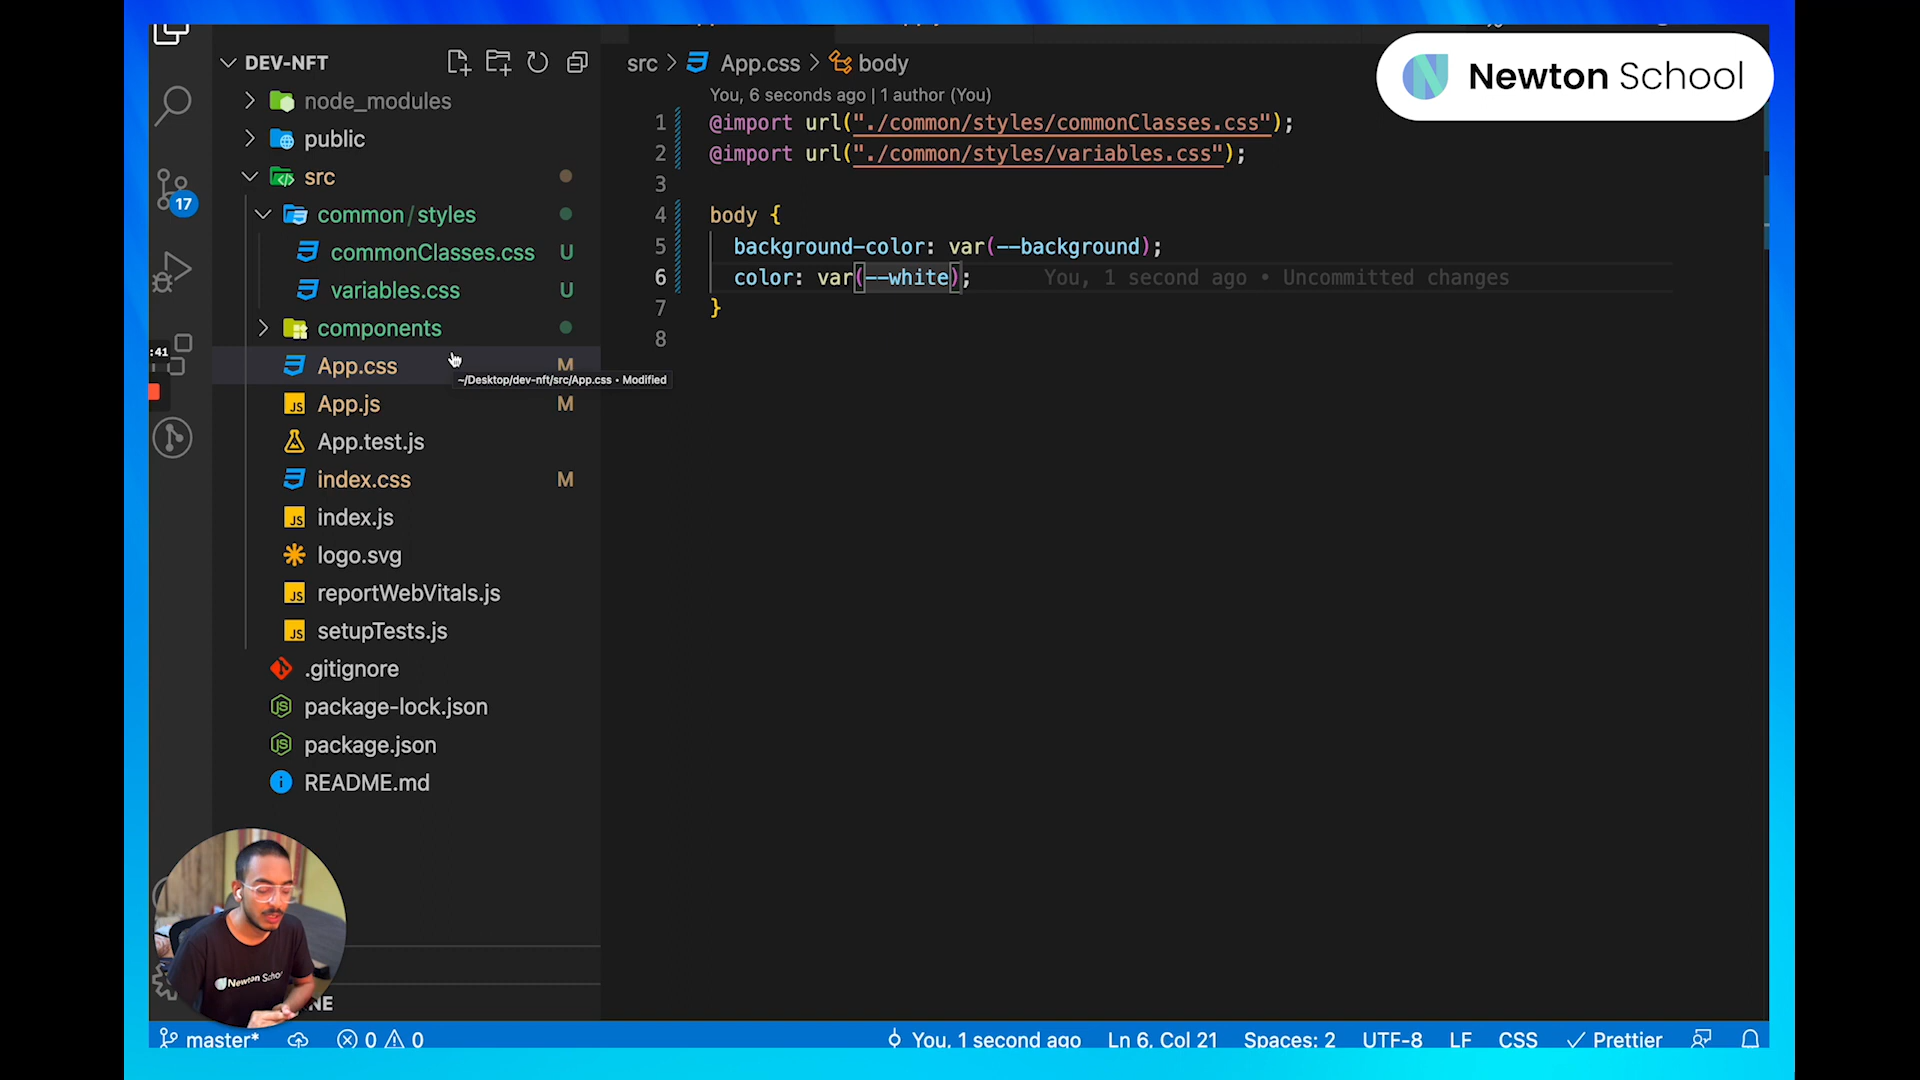 DEV-NFT
node_modules
public
src
common/styles
commonClasses.css U
variables.css U
components
App.css M
~/Desktop/dev-nft/src/App.css • Modified
App.js M
App.test.js
index.css M
index.js
logo.svg
reportWebVitals.js
setupTests.js
.gitignore
package-lock.json
package.json
README.md
17
:41
src > App.css > body
You, 6 seconds ago | 1 author (You)
1 @import url("./common/styles/commonClasses.css");
2 @import url("./common/styles/variables.css");
3
4 body {
5 background-color: var(--background);
6 color: var(--white); You, 1 second ago • Uncommitted changes
7 }
8
Newton School
Newton School
NE
master* 0 0 You, 1 second ago Ln 6, Col 21 Spaces: 2 UTF-8 LF CSS Prettier